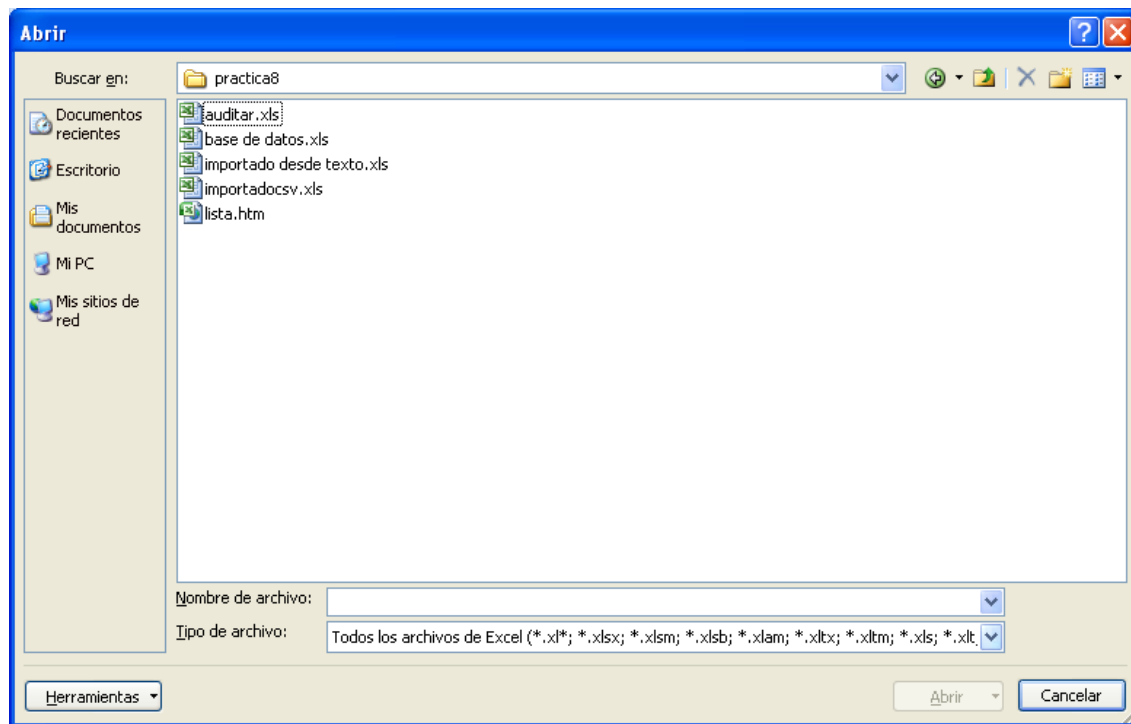 Abrir
Buscar en:
practica8
Documentos
recientes
Escritorio
Mis
documentos
Mi PC
Mis sitios de
red
auditar.xls
base de datos.xls
importado desde texto.xls
importadocsv.xls
lista.htm
Nombre de archivo:
Tipo de archivo:
Todos los archivos de Excel (*.xl*; *.xlsx; *.xlsm; *.xlsb; *.xlam; *.xltx; *.xltm; *.xls; *.xlt
Herramientas
Abrir
Cancelar